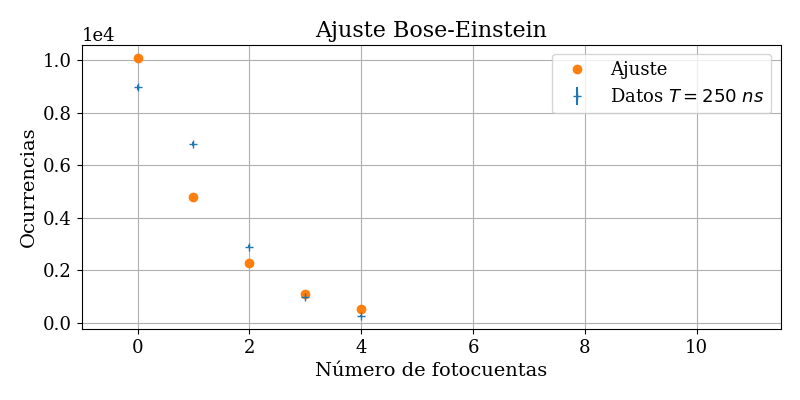 Ajuste Bose-Einstein
1e4
1.0
0.8
0.6
0.4
0.2
0.0
Ocurrencias
Ajuste
Datos T = 250 ns
0 2 4 6 8 10
Número de fotocuentas